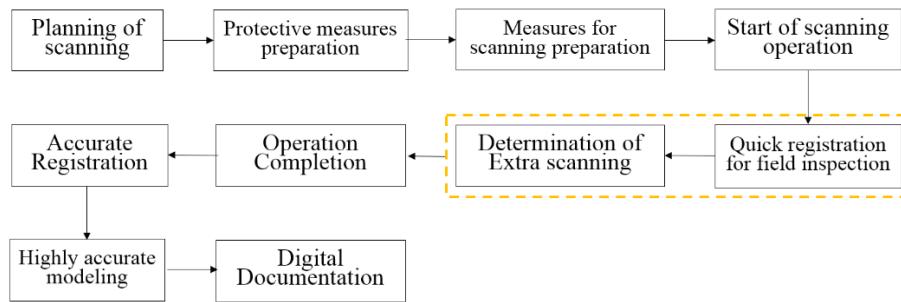 Planning of
scanning
Protective measures
preparation
Measures for
scanning preparation
Start of scanning
operation
Quick registration
for field inspection
Determination of
Extra scanning
Operation
Completion
Accurate
Registration
Highly accurate
modeling
Digital
Documentation